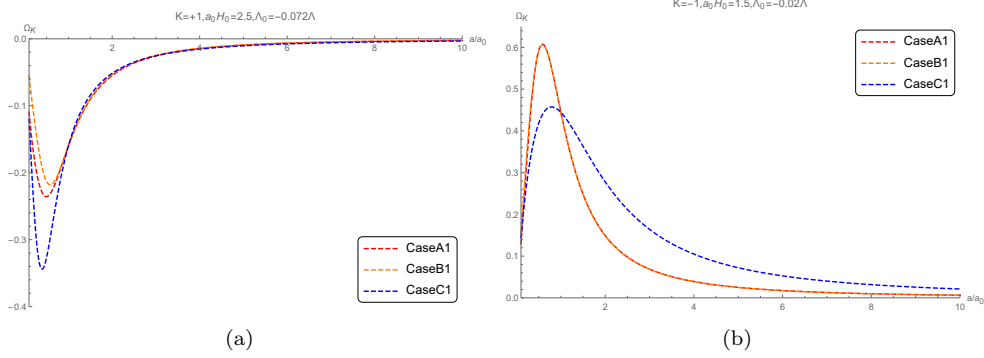 K=+1,a₀H₀=2.5,Λ₀=−0.072Λ
Ω_K
0.0
2
4
6
8
10
a/a₀
−0.1
−0.2
−0.3
−0.4
CaseA1
CaseB1
CaseC1
(a)
K=−1,a₀H₀=1.5,Λ₀=−0.02Λ
Ω_K
0.6
0.5
0.4
0.3
0.2
0.1
0.0
2
4
6
8
10
a/a₀
CaseA1
CaseB1
CaseC1
(b)